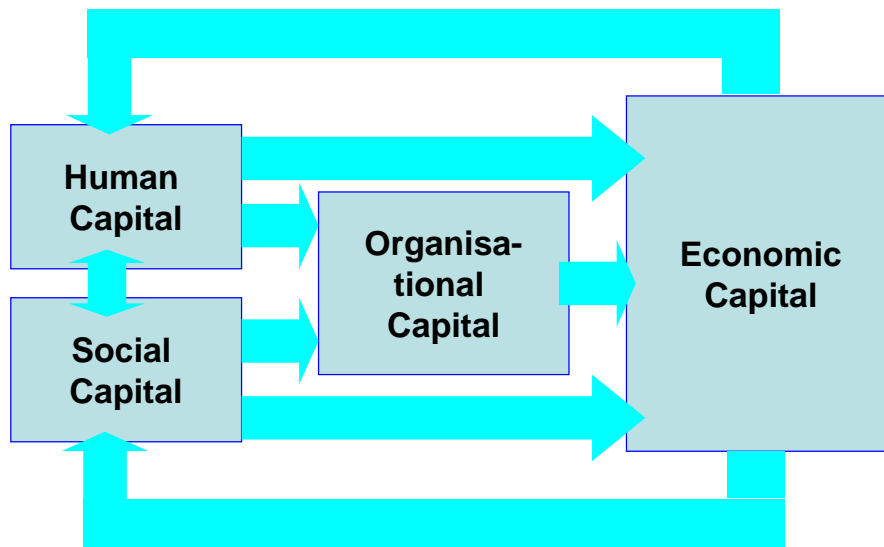 Human
Capital
Social
Capital
Organisa-
tional
Capital
Economic
Capital